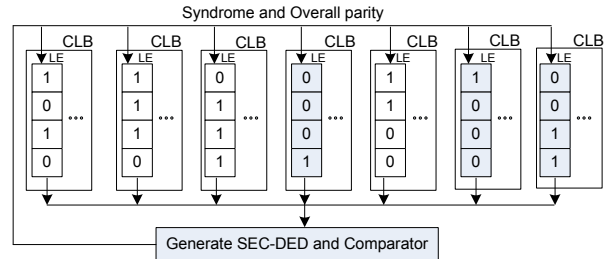 Syndrome and Overall parity
CLB CLB CLB CLB CLB CLB CLB
LE LE LE LE LE LE LE
1 1 0 0 1 1 0
0 1 0 0 1 0 0
1 1 1 0 0 0 1
0 0 1 1 0 0 1
... ... ... ... ... ... ...
Generate SEC-DED and Comparator